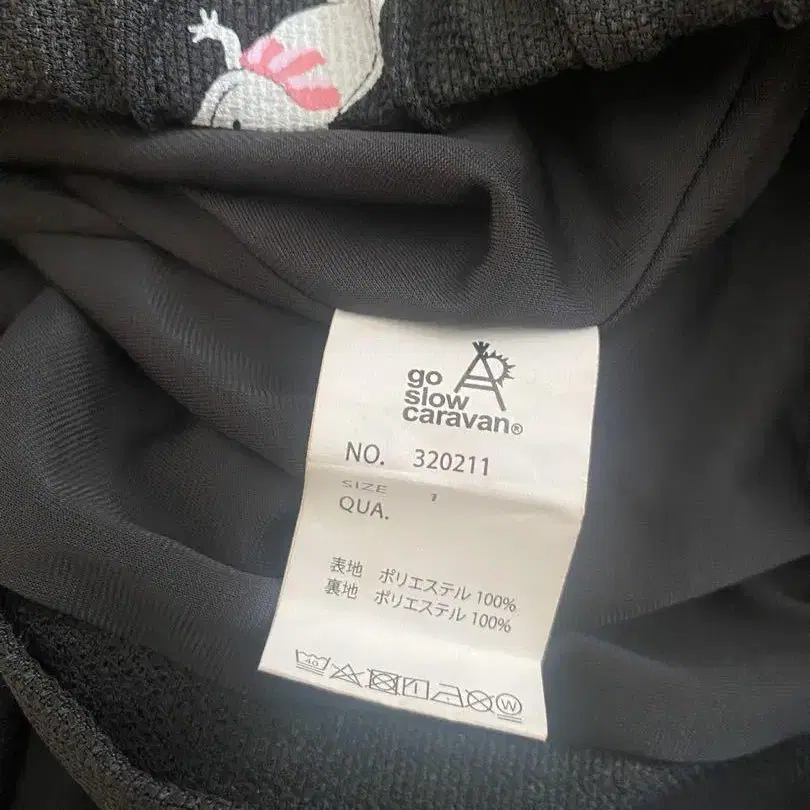 go
slow
caravan®
NO. 320211
SIZE 1
QUA.
表地 ポリエステル 100%
裏地 ポリエステル 100%
40
W